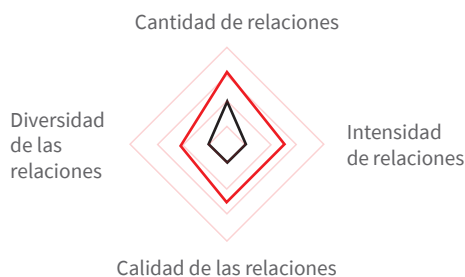 Cantidad de relaciones
Diversidad
de las
relaciones
Intensidad
de relaciones
Calidad de las relaciones